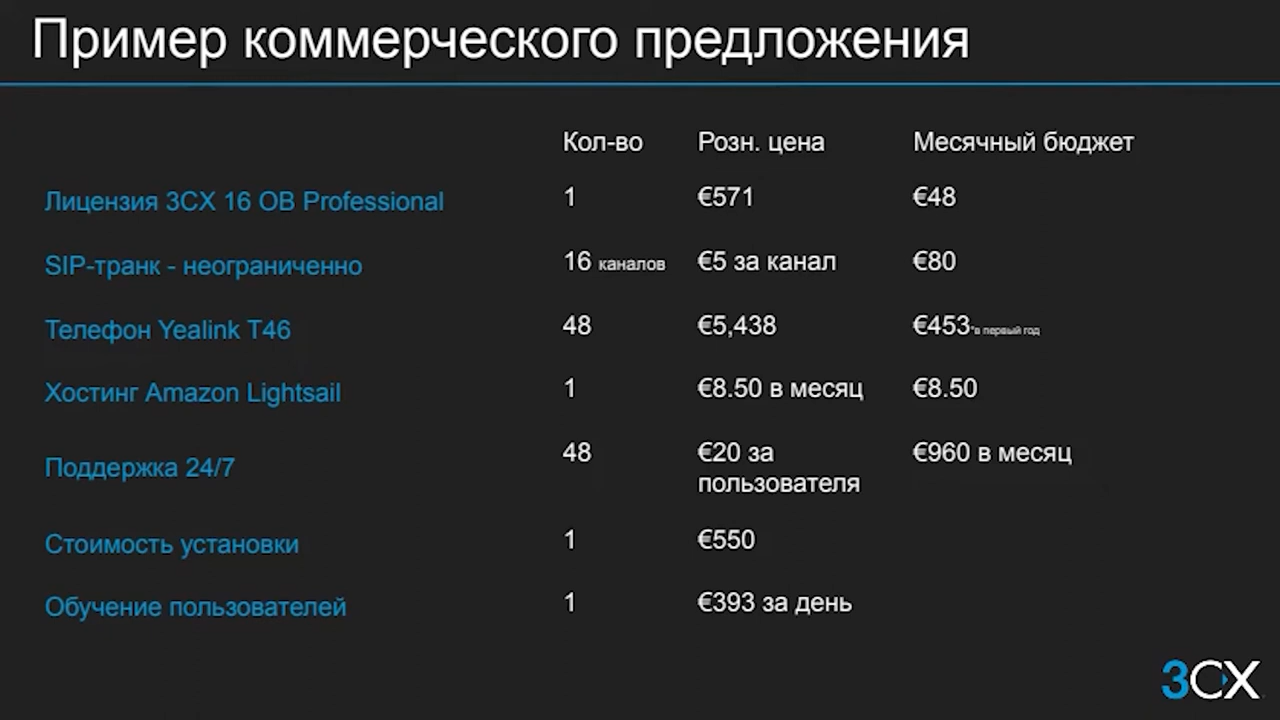 Пример коммерческого предложения
Кол-во Розн. цена Месячный бюджет
Лицензия 3CX 16 ОВ Professional 1 €571 €48
SIP-транк - неограниченно 16 каналов €5 за канал €80
Телефон Yealink T46 48 €5,438 €453 *в первый год
Хостинг Amazon Lightsail 1 €8.50 в месяц €8.50
Поддержка 24/7 48 €20 за пользователя €960 в месяц
Стоимость установки 1 €550
Обучение пользователей 1 €393 за день
3CX